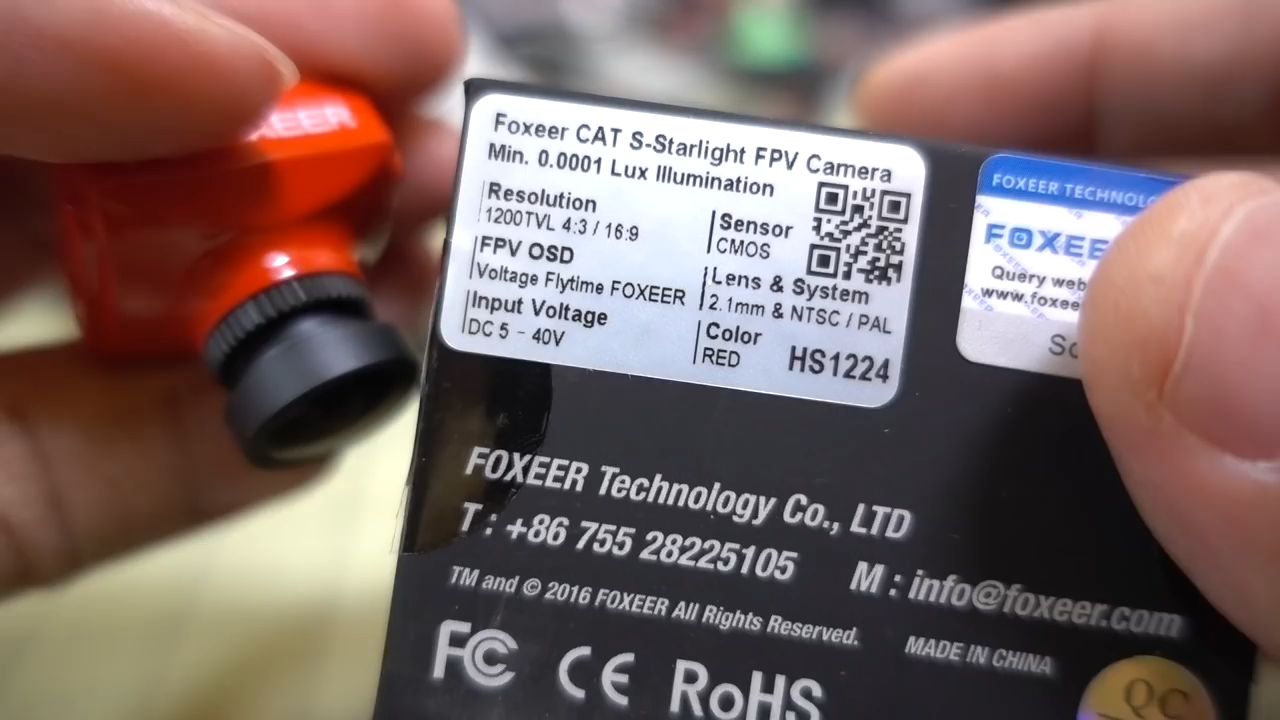 XEER
Foxeer CAT S-Starlight FPV Camera
Min. 0.0001 Lux Illumination
Resolution
1200TVL 4:3 / 16:9
FPV OSD
Voltage Flytime FOXEER
Input Voltage
DC 5 - 40V
Sensor
CMOS
Lens & System
2.1mm & NTSC / PAL
Color
RED
HS1224
FOXEER TECHNOLO
FOXEE
Query web
www.foxee
Sc
FOXEER Technology Co., LTD
T : +86 755 28225105 M : info@foxeer.com
TM and © 2016 FOXEER All Rights Reserved. MADE IN CHINA
FC CE RoHS
QC